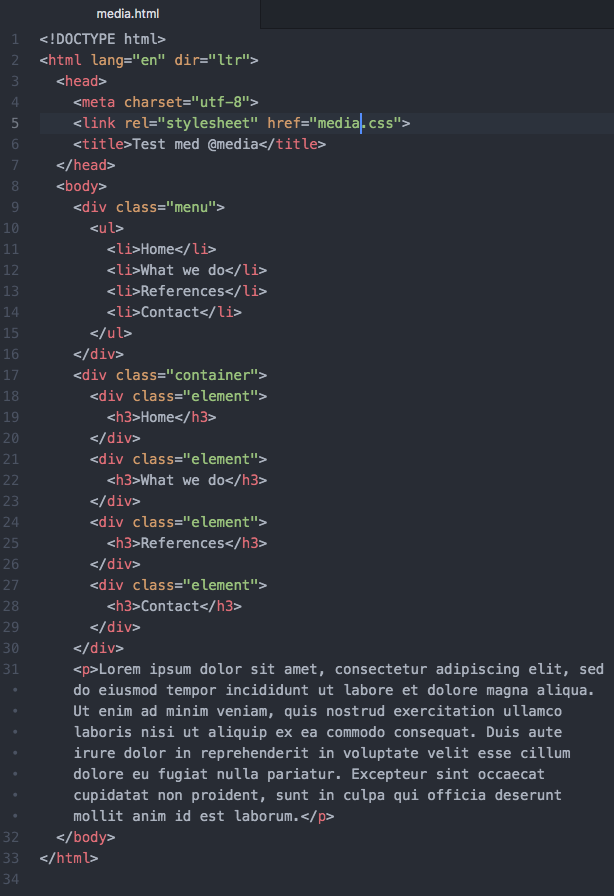 media.html
1 <!DOCTYPE html>
2 <html lang="en" dir="ltr">
3   <head>
4     <meta charset="utf-8">
5     <link rel="stylesheet" href="media.css">
6     <title>Test med @media</title>
7   </head>
8   <body>
9     <div class="menu">
10       <ul>
11         <li>Home</li>
12         <li>What we do</li>
13         <li>References</li>
14         <li>Contact</li>
15       </ul>
16     </div>
17     <div class="container">
18       <div class="element">
19         <h3>Home</h3>
20       </div>
21       <div class="element">
22         <h3>What we do</h3>
23       </div>
24       <div class="element">
25         <h3>References</h3>
26       </div>
27       <div class="element">
28         <h3>Contact</h3>
29       </div>
30     </div>
31     <p>Lorem ipsum dolor sit amet, consectetur adipiscing elit, sed
•     do eiusmod tempor incididunt ut labore et dolore magna aliqua.
•     Ut enim ad minim veniam, quis nostrud exercitation ullamco
•     laboris nisi ut aliquip ex ea commodo consequat. Duis aute
•     irure dolor in reprehenderit in voluptate velit esse cillum
•     dolore eu fugiat nulla pariatur. Excepteur sint occaecat
•     cupidatat non proident, sunt in culpa qui officia deserunt
•     mollit anim id est laborum.</p>
32   </body>
33 </html>
34